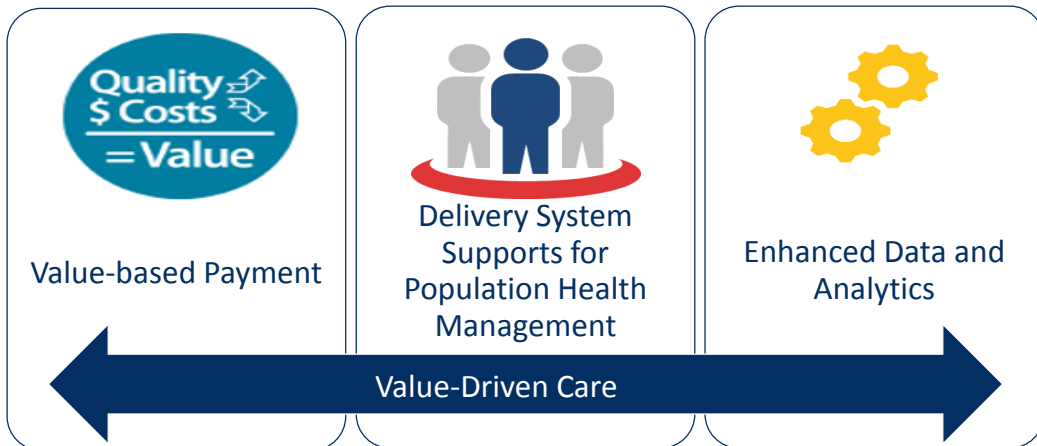 Quality
$ Costs
= Value
Value-based Payment
Delivery System
Supports for
Population Health
Management
Enhanced Data and
Analytics
Value-Driven Care